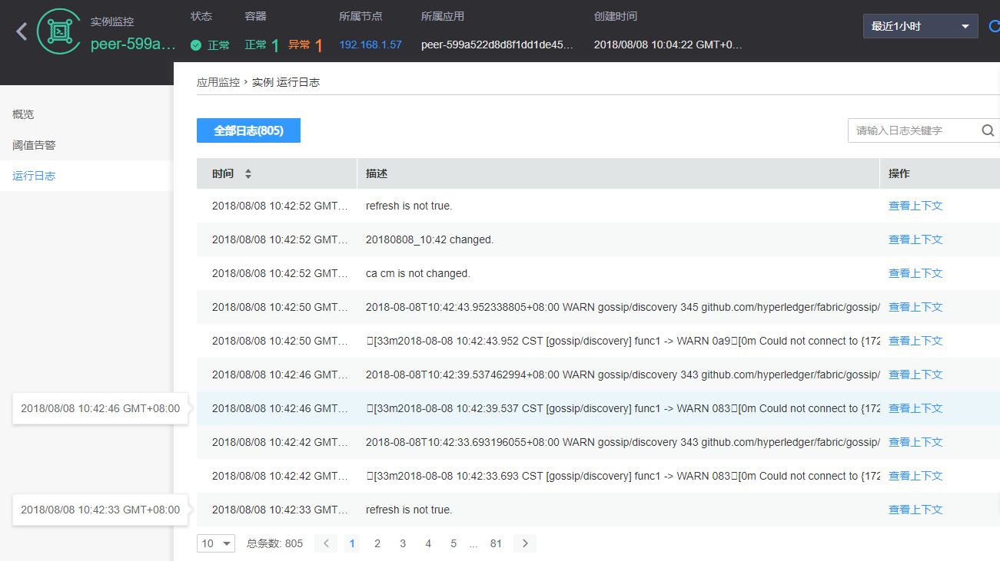 实例监控
peer-599a...
状态 容器 所属节点 所属应用 创建时间
正常 正常 1 异常 1 192.168.1.57 peer-599a522d8d8f1dd1de45... 2018/08/08 10:04:22 GMT+0...
最近1小时
概览
阈值告警
运行日志
应用监控 › 实例 运行日志
全部日志(805)
请输入日志关键字
时间 描述 操作
2018/08/08 10:42:52 GMT... refresh is not true. 查看上下文
2018/08/08 10:42:52 GMT... 20180808_10:42 changed. 查看上下文
2018/08/08 10:42:52 GMT... ca cm is not changed. 查看上下文
2018/08/08 10:42:50 GMT... 2018-08-08T10:42:43.952338805+08:00 WARN gossip/discovery 345 github.com/hyperledger/fabric/gossip/ 查看上下文
2018/08/08 10:42:50 GMT... □[33m2018-08-08 10:42:43.952 CST [gossip/discovery] func1 -> WARN 0a9□[0m Could not connect to {172 查看上下文
2018/08/08 10:42:46 GMT... 2018-08-08T10:42:39.537462994+08:00 WARN gossip/discovery 343 github.com/hyperledger/fabric/gossip/ 查看上下文
2018/08/08 10:42:46 GMT+08:00
2018/08/08 10:42:46 GMT... □[33m2018-08-08 10:42:39.537 CST [gossip/discovery] func1 -> WARN 083□[0m Could not connect to {172 查看上下文
2018/08/08 10:42:42 GMT... 2018-08-08T10:42:33.693196055+08:00 WARN gossip/discovery 343 github.com/hyperledger/fabric/gossip/ 查看上下文
2018/08/08 10:42:42 GMT... □[33m2018-08-08 10:42:33.693 CST [gossip/discovery] func1 -> WARN 083□[0m Could not connect to {172 查看上下文
2018/08/08 10:42:33 GMT+08:00
2018/08/08 10:42:33 GMT... refresh is not true. 查看上下文
10 总条数: 805 < 1 2 3 4 5 ... 81 >